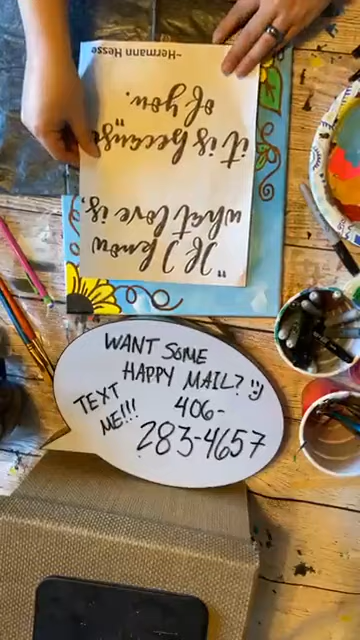 "If I know
what love is,
it is because
of you."
-Hermann Hesse
WANT SOME
HAPPY MAIL? :)
TEXT
ME!!!
406-
283-4657